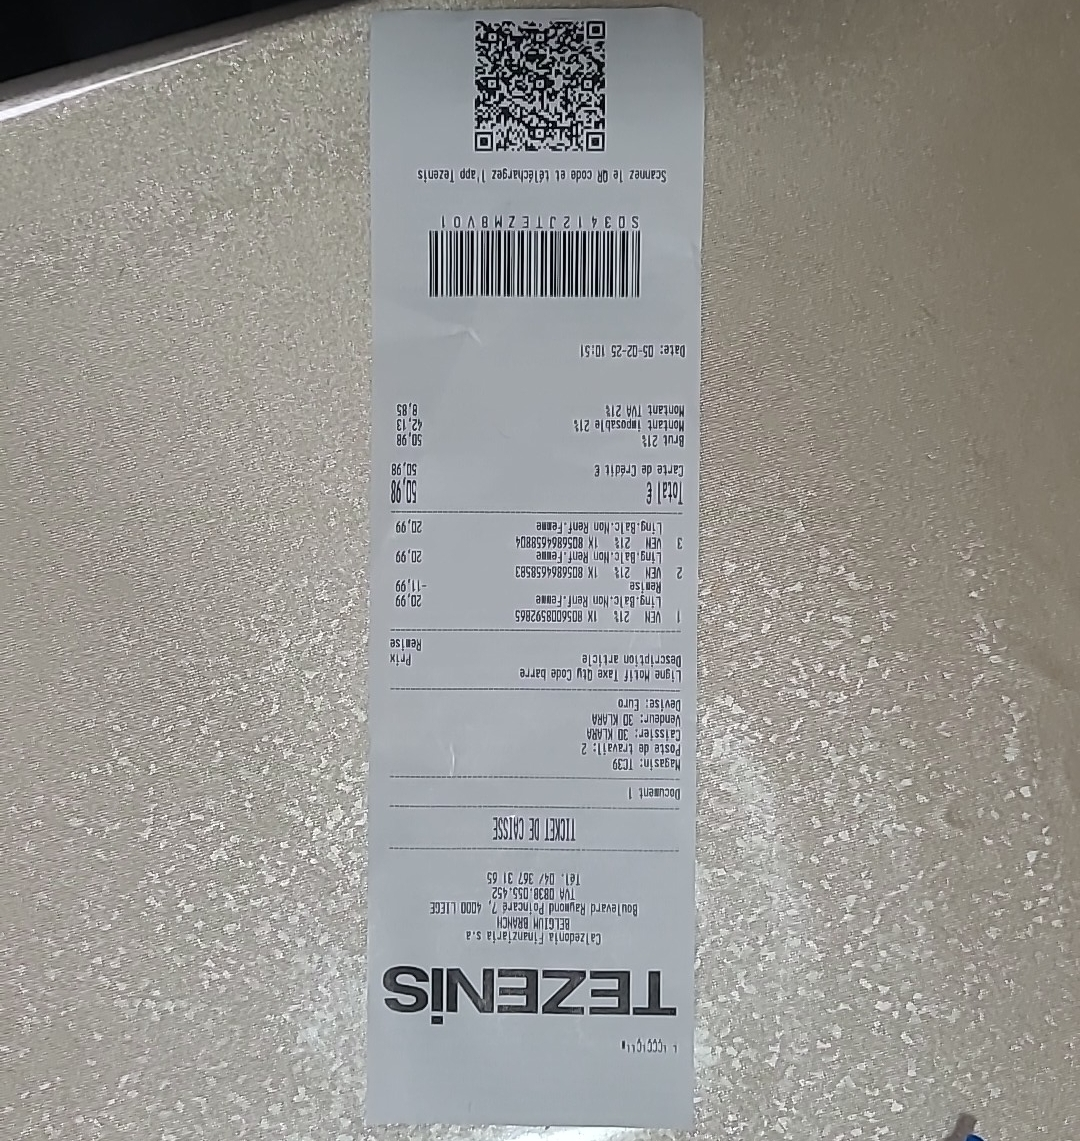 TEZENIS
Calzedonia Finanziaria s.a
BELGIUM BRANCH
Boulevard Raymond Poincaré 7, 4000 LIEGE
TVA 0838.055.452
Tél. 04/ 367 31 65
TICKET DE CAISSE
Document 1
Magasin: TC39
Poste de travail: 2
Caissier: 30 KLARA
Vendeur: 30 KLARA
Devise: Euro
Ligne Motif Taxe Qty Code barre
Description article Prix
Remise
1 VEN 21% 1X 8056008592865
Ling.Balc.Non Renf.Femme 20,99
Remise -11,99
2 VEN 21% 1X 8056864658583
Ling.Balc.Non Renf.Femme 20,99
3 VEN 21% 1X 8056864658804
Ling.Balc.Non Renf.Femme 20,99
Total € 50,98
Carte de Crédit € 50,98
Brut 21% 50,98
Montant imposable 21% 42,13
Montant TVA 21% 8,85
Date: 05-02-25 10:51
S03412JTEZM8V01
Scannez le QR code et téléchargez l'app Tezenis